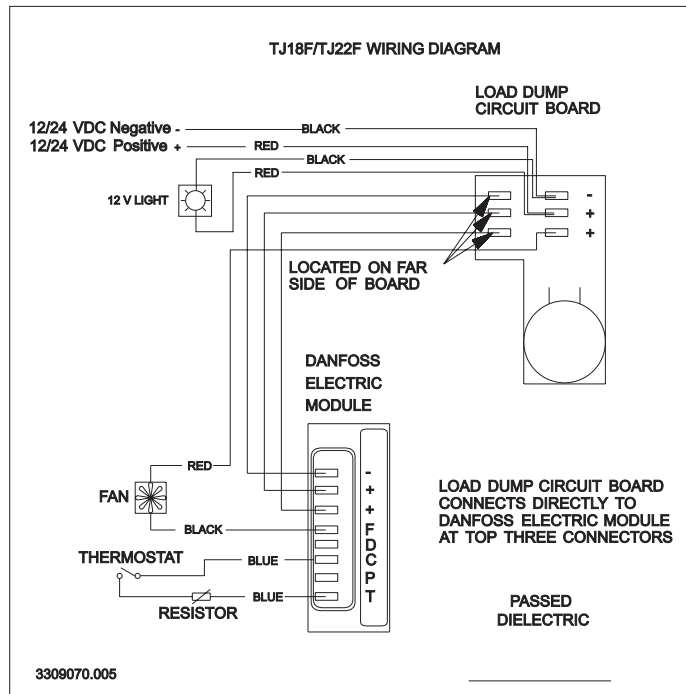 TJ18F/TJ22F WIRING DIAGRAM
LOAD DUMP
CIRCUIT BOARD
12/24 VDC Negative -
BLACK
12/24 VDC Positive +
RED
BLACK
RED
12 V LIGHT
-
+
+
LOCATED ON FAR
SIDE OF BOARD
DANFOSS
ELECTRIC
MODULE
RED
FAN
BLACK
THERMOSTAT
BLUE
RESISTOR
BLUE
-
+
+
F
D
C
P
T
LOAD DUMP CIRCUIT BOARD
CONNECTS DIRECTLY TO
DANFOSS ELECTRIC MODULE
AT TOP THREE CONNECTORS
PASSED
DIELECTRIC
3309070.005